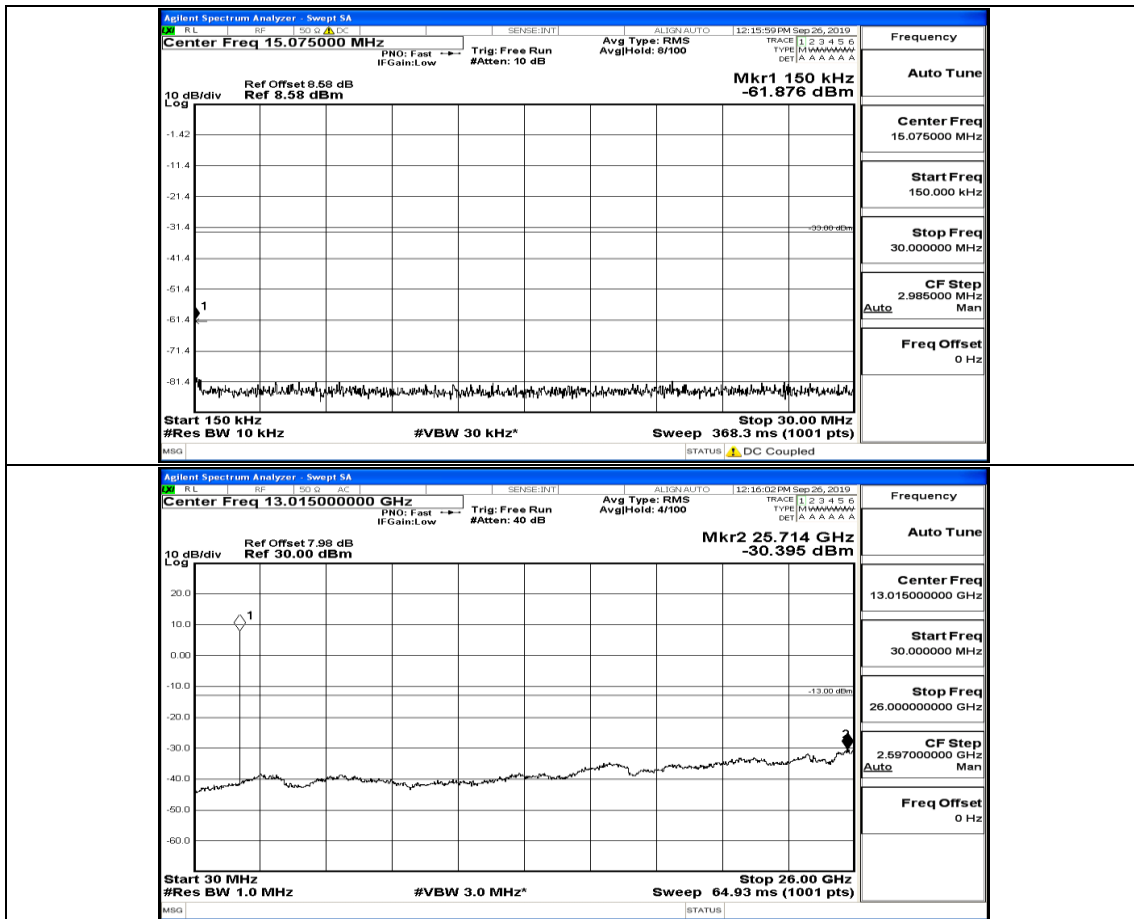 Agilent Spectrum Analyzer - Swept SA
LXI RL RF 50 Ω DC SENSE:INT ALIGN AUTO 12:15:59 PM Sep 26, 2019
Center Freq 15.075000 MHz
PNO: Fast
IFGain:Low
Trig: Free Run
#Atten: 10 dB
Avg Type: RMS
Avg|Hold: 8/100
TRACE 1 2 3 4 5 6
TYPE M WWWWW
DET A A A A A A
Frequency
Auto Tune
Ref Offset 8.58 dB
10 dB/div Ref 8.58 dBm
Log
Mkr1 150 kHz
-61.876 dBm
-1.42
-11.4
-21.4
-31.4
-41.4
-51.4
-61.4
-71.4
-81.4
-33.00 dBm
1
Center Freq
15.075000 MHz
Start Freq
150.000 kHz
Stop Freq
30.000000 MHz
CF Step
2.985000 MHz
Auto Man
Freq Offset
0 Hz
Start 150 kHz Stop 30.00 MHz
#Res BW 10 kHz #VBW 30 kHz* Sweep 368.3 ms (1001 pts)
MSG STATUS DC Coupled
Agilent Spectrum Analyzer - Swept SA
LXI RL RF 50 Ω AC SENSE:INT ALIGN AUTO 12:16:02 PM Sep 26, 2019
Center Freq 13.015000000 GHz
PNO: Fast
IFGain:Low
Trig: Free Run
#Atten: 40 dB
Avg Type: RMS
Avg|Hold: 4/100
TRACE 1 2 3 4 5 6
TYPE M WWWWW
DET A A A A A A
Frequency
Auto Tune
Ref Offset 7.98 dB
10 dB/div Ref 30.00 dBm
Log
Mkr2 25.714 GHz
-30.395 dBm
20.0
10.0
0.00
-10.0
-20.0
-30.0
-40.0
-50.0
-60.0
1
-13.00 dBm
2
Center Freq
13.015000000 GHz
Start Freq
30.000000 MHz
Stop Freq
26.000000000 GHz
CF Step
2.597000000 GHz
Auto Man
Freq Offset
0 Hz
Start 30 MHz Stop 26.00 GHz
#Res BW 1.0 MHz #VBW 3.0 MHz* Sweep 64.93 ms (1001 pts)
MSG STATUS